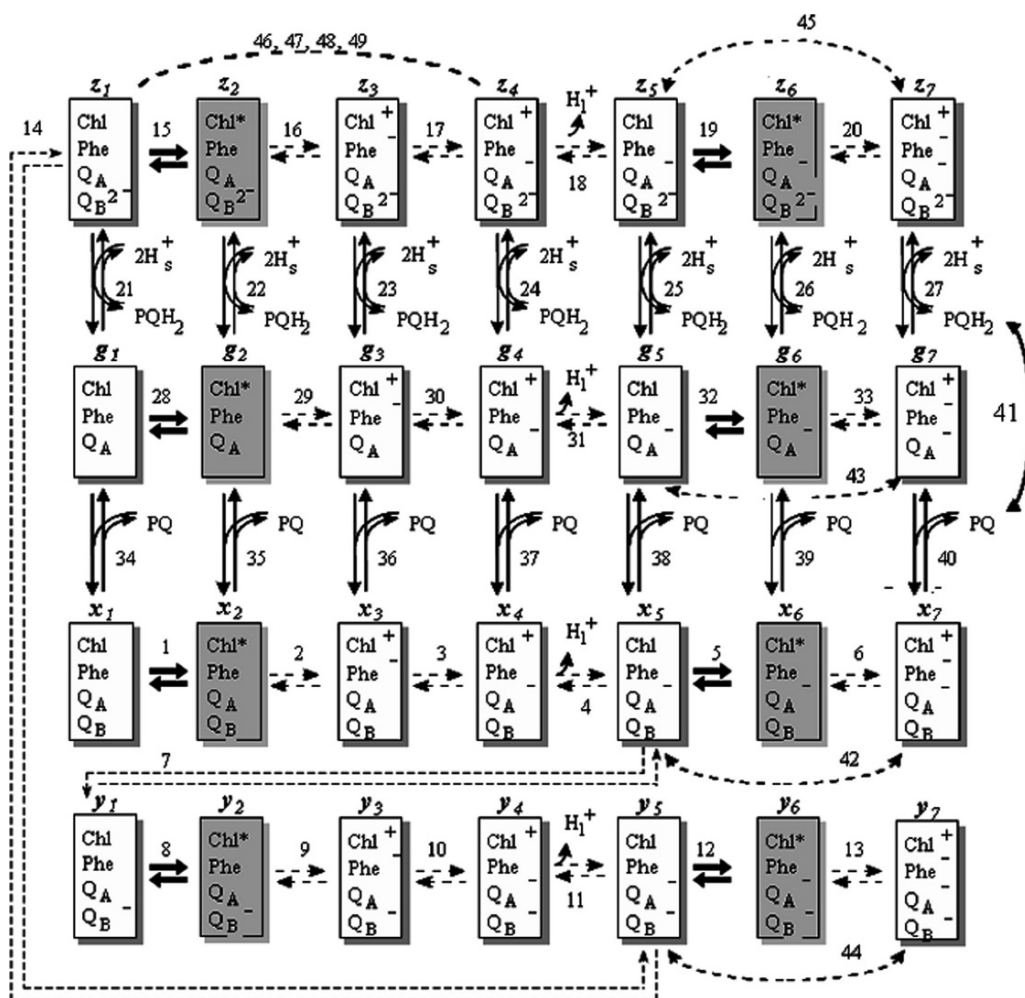 46, 47, 48, 49 45
z1 z2 z3 z4 H1+ z5 z6 z7
14 15 16 17 18 19 20
Chl Chl* Chl+ Chl+ Chl Chl* Chl+
Phe Phe Phe- Phe Phe Phe Phe-
QA QA QA QA- QA- QA- QA-
QB2- QB2- QB2- QB2- QB2- QB2- QB2-
2Hs+ 2Hs+ 2Hs+ 2Hs+ 2Hs+ 2Hs+ 2Hs+
21 22 23 24 25 26 27
PQH2 PQH2 PQH2 PQH2 PQH2 PQH2 PQH2
g1 g2 g3 g4 H1+ g5 g6 g7
28 29 30 31 32 33 41
Chl Chl* Chl+ Chl+ Chl Chl* Chl+
Phe Phe Phe- Phe Phe Phe Phe-
QA QA QA QA- QA- QA- QA-
43
PQ PQ PQ PQ PQ PQ PQ
34 35 36 37 38 39 40
x1 x2 x3 x4 H1+ x5 x6 x7
1 2 3 4 5 6
Chl Chl* Chl+ Chl+ Chl Chl* Chl+
Phe Phe Phe- Phe Phe Phe Phe-
QA QA QA QA- QA- QA- QA-
QB QB QB QB QB QB QB
7 42
y1 y2 y3 y4 H1+ y5 y6 y7
8 9 10 11 12 13
Chl Chl* Chl+ Chl+ Chl Chl* Chl+
Phe Phe Phe- Phe Phe Phe Phe-
QA QA QA QA- QA- QA- QA-
QB- QB- QB- QB- QB- QB- QB-
44